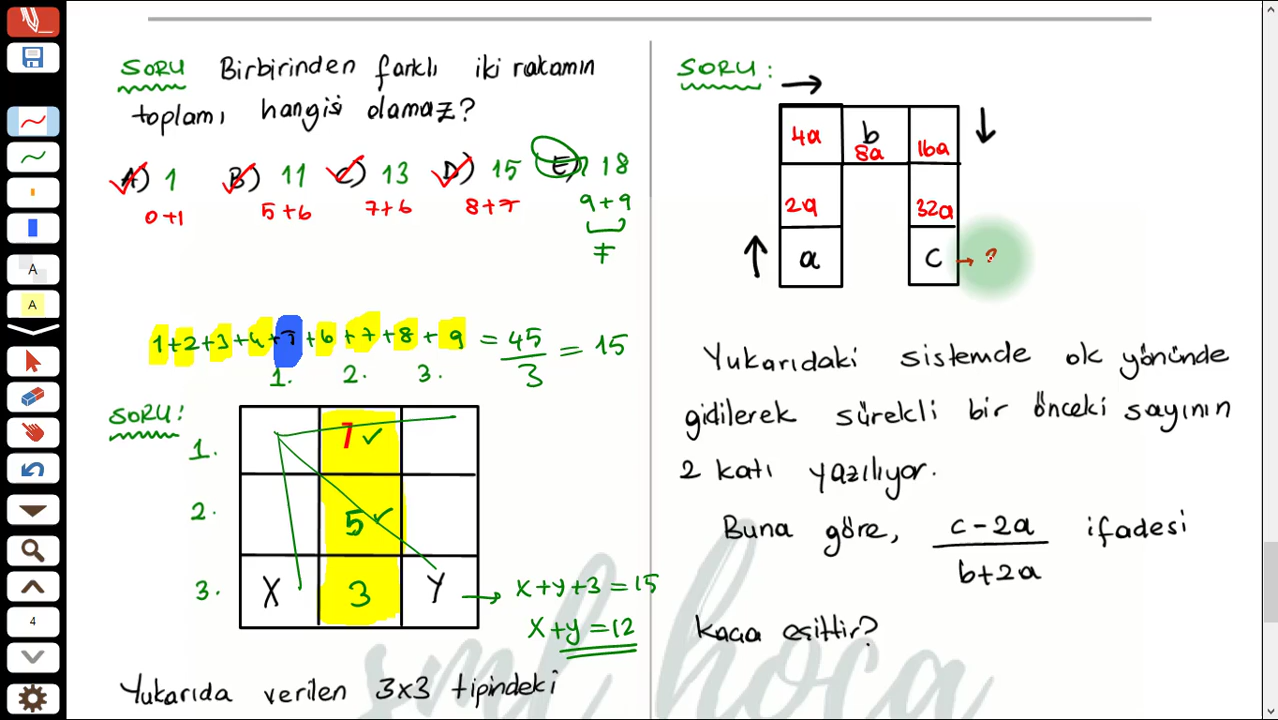 SORU Birbirinden farklı iki rakamın
toplamı hangisi olamaz?
A) 1 B) 11 C) 13 D) 15 E) 18
0+1 5+6 7+6 8+7 9+9
≠
1+2+3+4+ +6+7+8+9 = 45/3 = 15
1. 2. 3.
SORU:
1. 7
2. 5
3. X 3 Y → x+y+3=15
x+y=12
Yukarıda verilen 3x3 tipindeki
SORU:
4a b 8a 16a
2a 32a
a c
Yukarıdaki sistemde ok yönünde
gidilerek sürekli bir önceki sayının
2 katı yazılıyor.
Buna göre, c-2a ifadesi
b+2a
kaça eşittir?
sml hoca
4
A
A